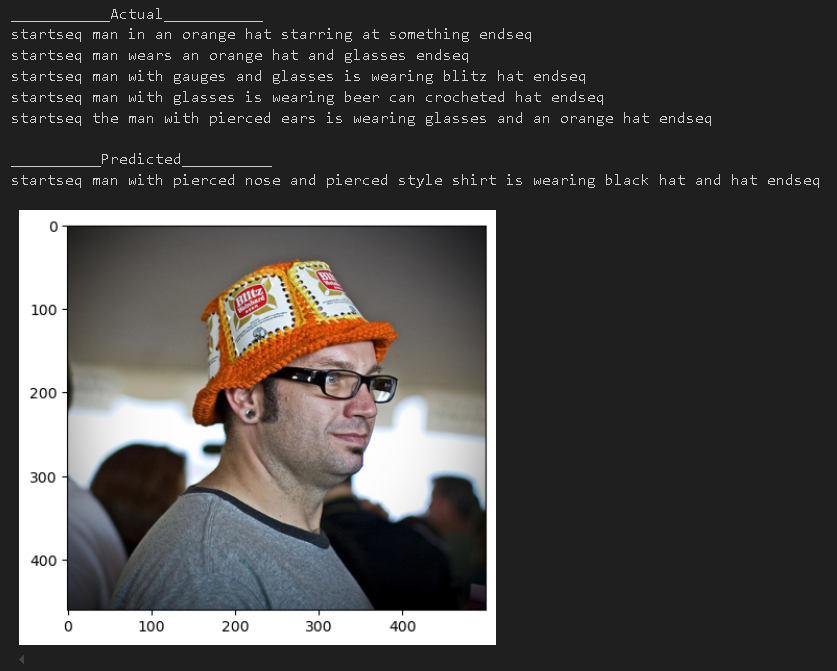 ___________Actual___________
startseq man in an orange hat starring at something endseq
startseq man wears an orange hat and glasses endseq
startseq man with gauges and glasses is wearing blitz hat endseq
startseq man with glasses is wearing beer can crocheted hat endseq
startseq the man with pierced ears is wearing glasses and an orange hat endseq
__________Predicted__________
startseq man with pierced nose and pierced style shirt is wearing black hat and hat endseq
0
100
200
300
400
Blitz
Weinhard
BEER
Blitz
0 100 200 300 400